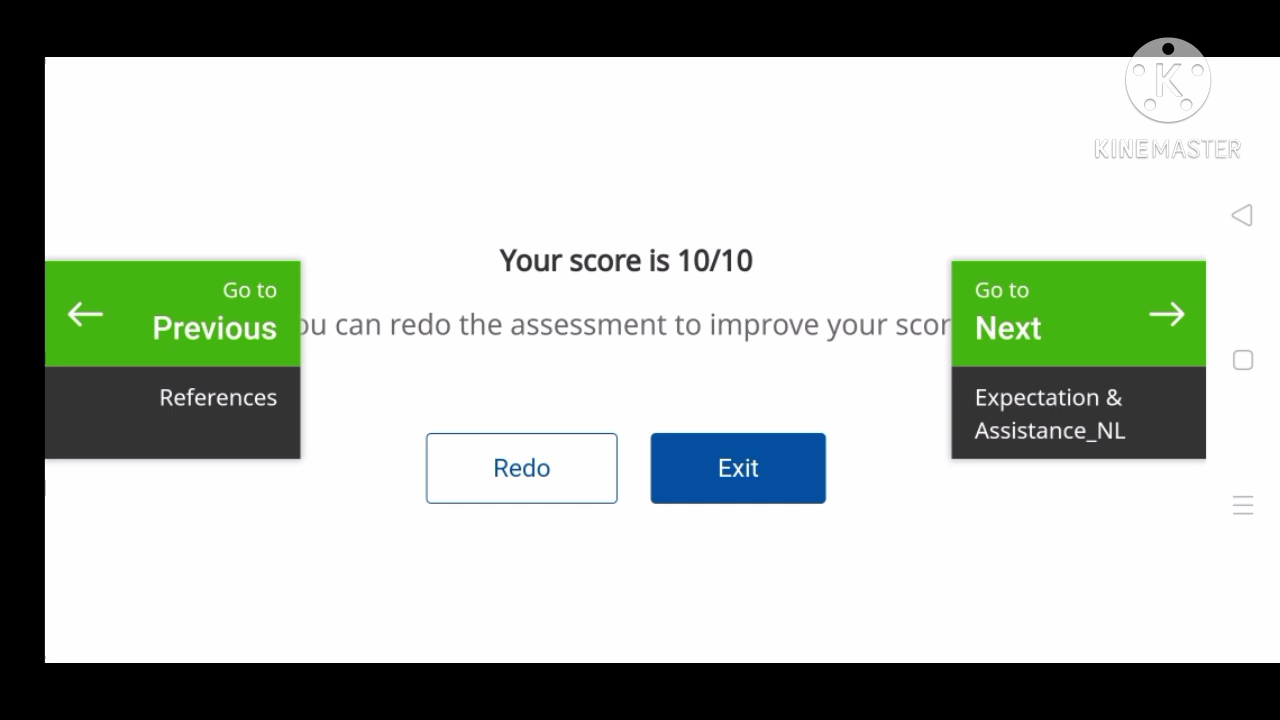 K
KINEMASTER
Your score is 10/10
Go to
Previous
References
ou can redo the assessment to improve your scor
Go to
Next
Expectation &
Assistance_NL
Redo
Exit